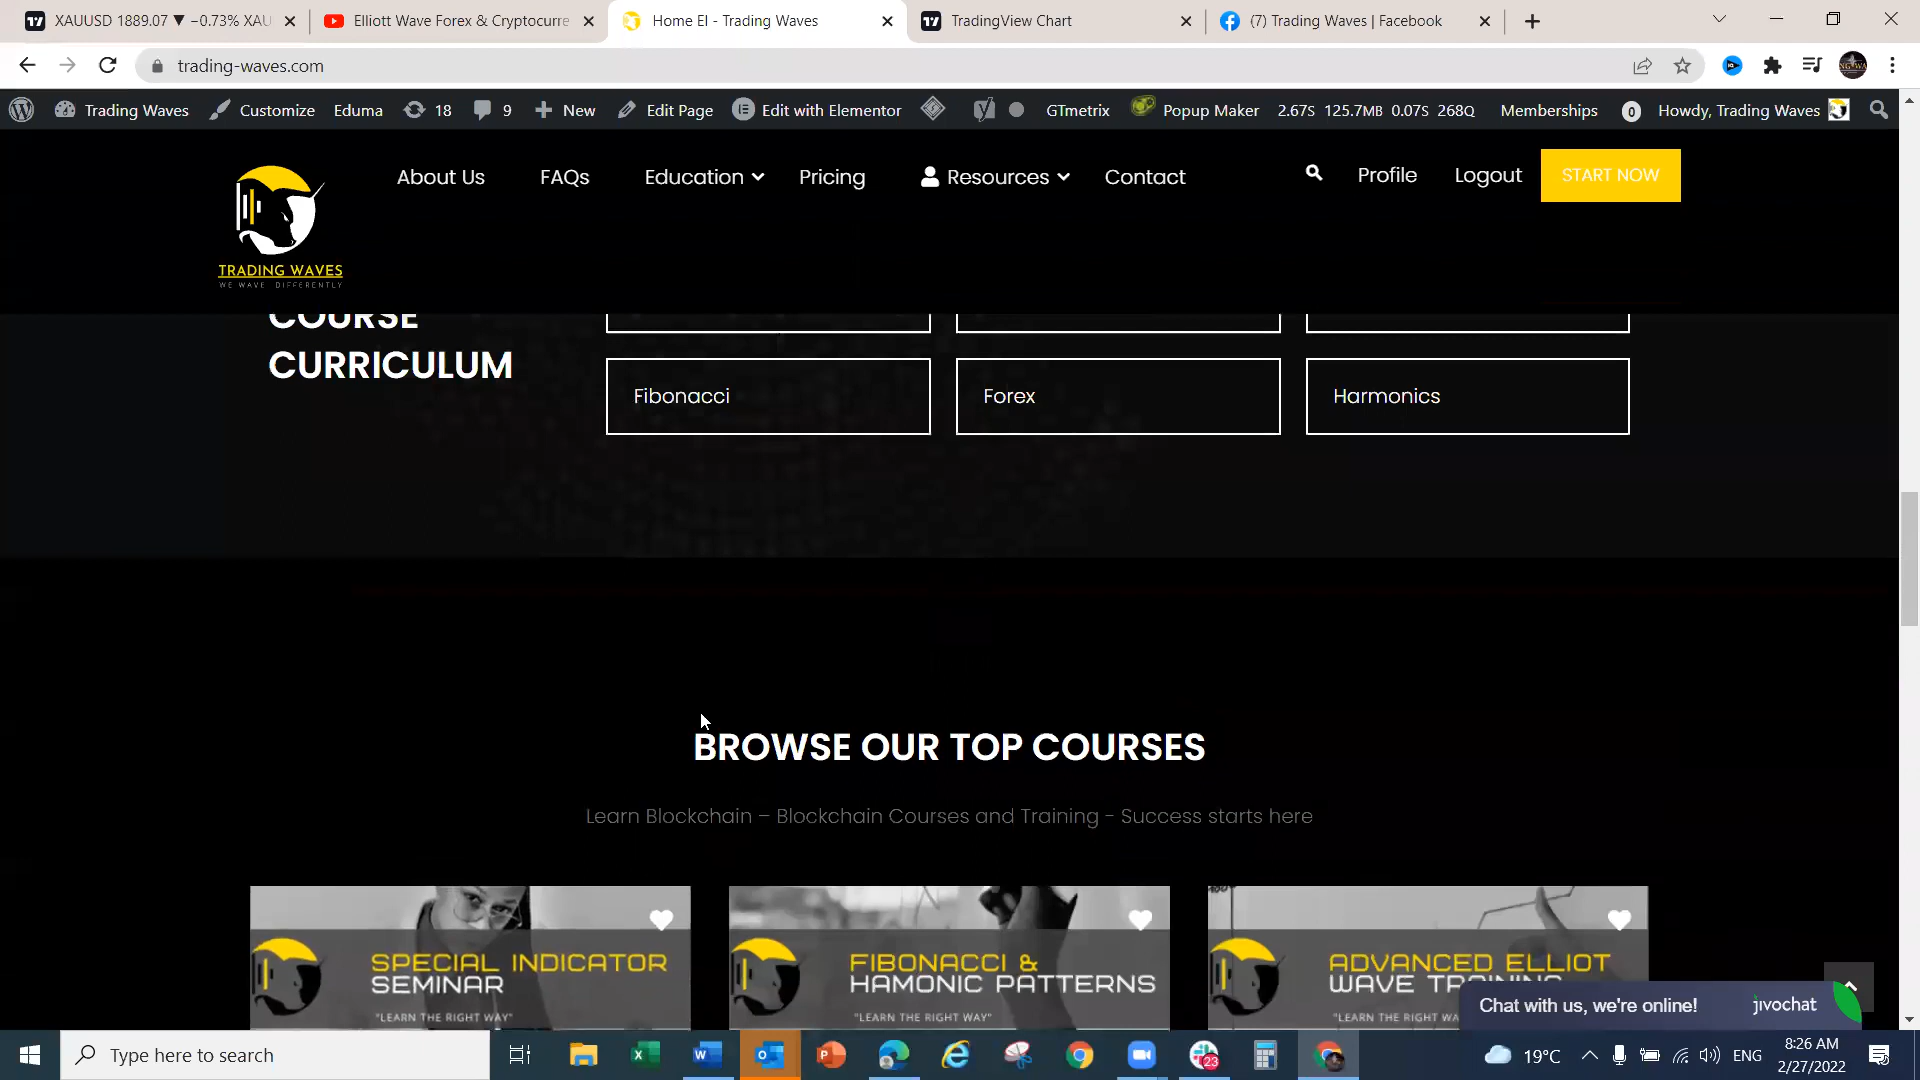 XAUUSD 1889.07 ▼ −0.73% XAU
Elliott Wave Forex & Cryptocurre
Home El - Trading Waves
TradingView Chart
(7) Trading Waves | Facebook
trading-waves.com
Trading Waves
Customize
Eduma
18
9
New
Edit Page
Edit with Elementor
GTmetrix
Popup Maker
2.67S 125.7MB 0.07S 268Q
Memberships
0
Howdy, Trading Waves
About Us
FAQs
Education
Pricing
Resources
Contact
Profile
Logout
START NOW
TRADING WAVES
WE WAVE DIFFERENTLY
COURSE
CURRICULUM
Fibonacci
Forex
Harmonics
BROWSE OUR TOP COURSES
Learn Blockchain – Blockchain Courses and Training - Success starts here
SPECIAL INDICATOR
SEMINAR
"LEARN THE RIGHT WAY"
FIBONACCI &
HAMONIC PATTERNS
"LEARN THE RIGHT WAY"
ADVANCED ELLIOT
WAVE TRAINING
"LEARN THE RIGHT WA
Chat with us, we're online!
jivochat
Type here to search
23
19°C
ENG
8:26 AM
2/27/2022